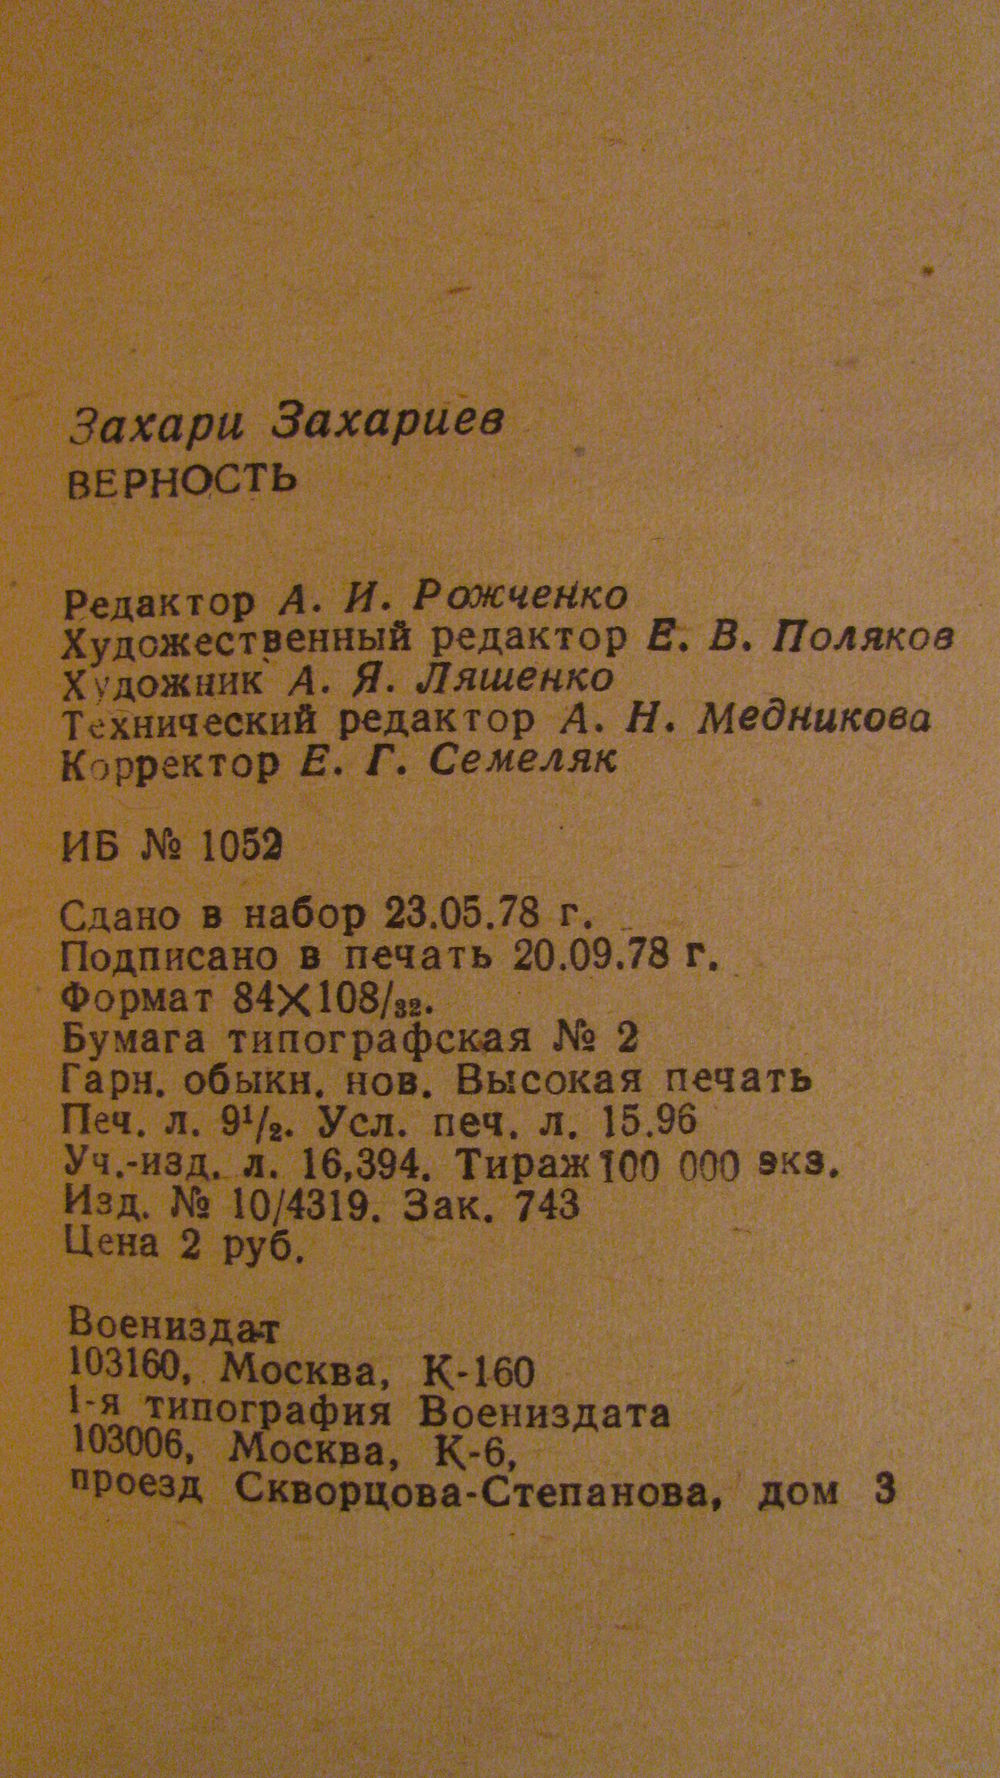 Захари Захариев
ВЕРНОСТЬ
Редактор А. И. Рожченко
Художественный редактор Е. В. Поляков
Художник А. Я. Ляшенко
Технический редактор А. Н. Медникова
Корректор Е. Г. Семеляк
ИБ № 1052
Сдано в набор 23.05.78 г.
Подписано в печать 20.09.78 г.
Формат 84×108/32.
Бумага типографская № 2
Гарн. обыкн. нов. Высокая печать
Печ. л. 9¹/₂. Усл. печ. л. 15.96
Уч.-изд. л. 16,394. Тираж 100 000 экз.
Изд. № 10/4319. Зак. 743
Цена 2 руб.
Воениздат
103160, Москва, К-160
1-я типография Воениздата
103006, Москва, К-6,
проезд Скворцова-Степанова, дом 3